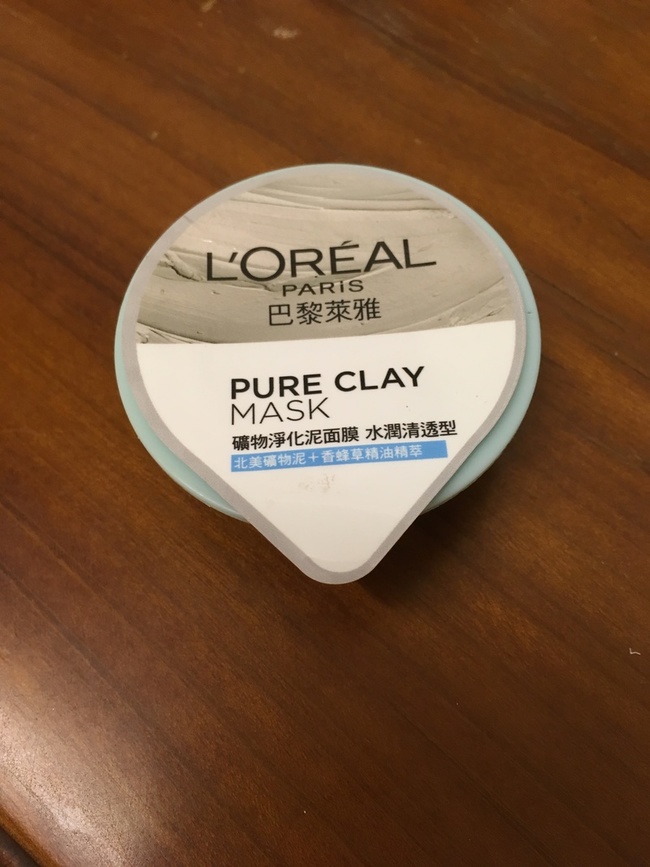 L'ORÉAL
PARIS
巴黎萊雅
PURE CLAY
MASK
礦物淨化泥面膜 水潤清透型
北美礦物泥+香蜂草精油精萃